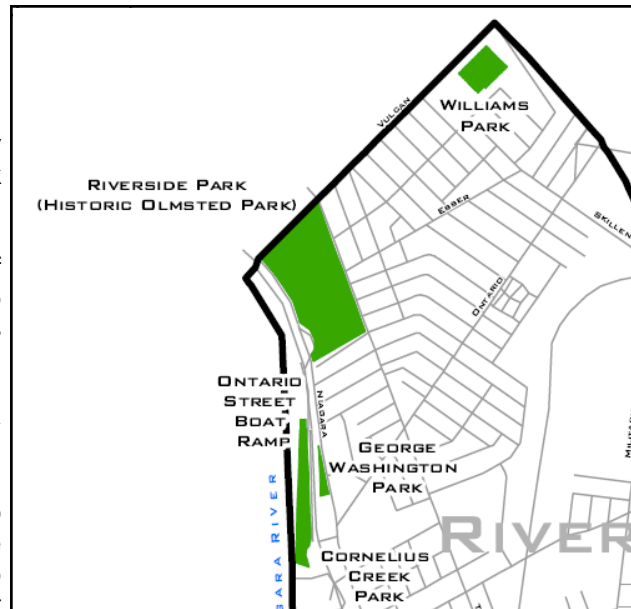 WILLIAMS
PARK
VULCAN
RIVERSIDE PARK
(HISTORIC OLMSTED PARK)
ESSER
SKILLEN
ONTARIO
ONTARIO
STREET
BOAT
RAMP
NIAGARA
GEORGE
WASHINGTON
PARK
GARA RIVER
RIVER
CORNELIUS
CREEK
PARK